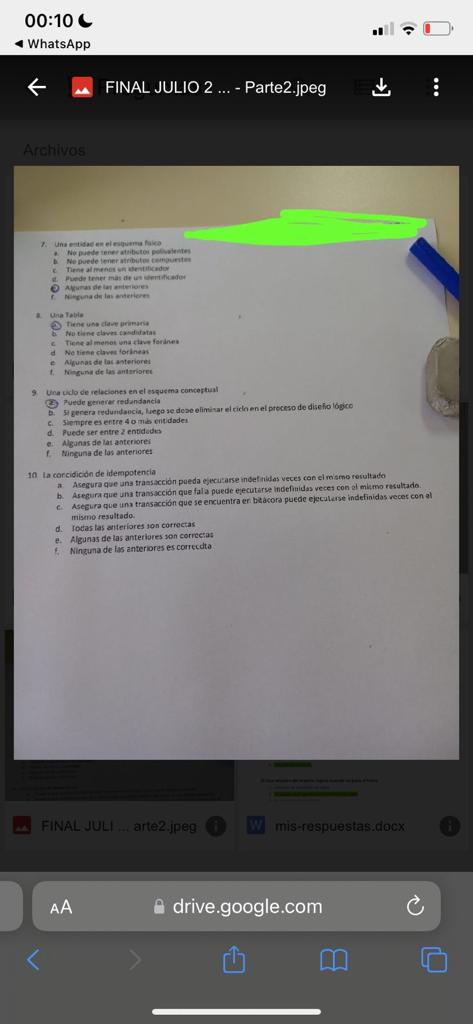 00:10
◄ WhatsApp
FINAL JULIO 2 ... - Parte2.jpeg
Archivos
7. Una entidad en el esquema fisico
a. No puede tener atributos polivalentes
b. No puede tener atributos compuestos
c. Tiene al menos un identificador
d. Puede tener más de un identificador
e. Algunas de las anteriores
f. Ninguna de las anteriores
8. Una Tabla
a. Tiene una clave primaria
b. No tiene claves candidatas
c. Tiene al menos una clave foránea
d. No tiene claves foráneas
e. Algunas de las anteriores
f. Ninguna de las anteriores
9. Una ciclo de relaciones en el esquema conceptual
a. Puede generar redundancia
b. Si genera redundancia, luego se debe eliminar el ciclo en el proceso de diseño lógico
c. Siempre es entre 4 o más entidades
d. Puede ser entre 2 entidades
e. Algunas de las anteriores
f. Ninguna de las anteriores
10 La concidición de idempotencia
a. Asegura que una transacción pueda ejecutarse indefinidas veces con el mismo resultado
b. Asegura que una transacción que falla puede ejecutarse indefinidas veces con el mismo resultado.
c. Asegura que una transacción que se encuentra en bitácora puede ejecutarse indefinidas veces con al
mismo resultado.
d. Todas las anteriores son correctas
e. Algunas de las anteriores son correctas
f. Ninguna de las anteriores es corrécdta
FINAL JULI ... arte2.jpeg
mis-respuestas.docx
AA
drive.google.com